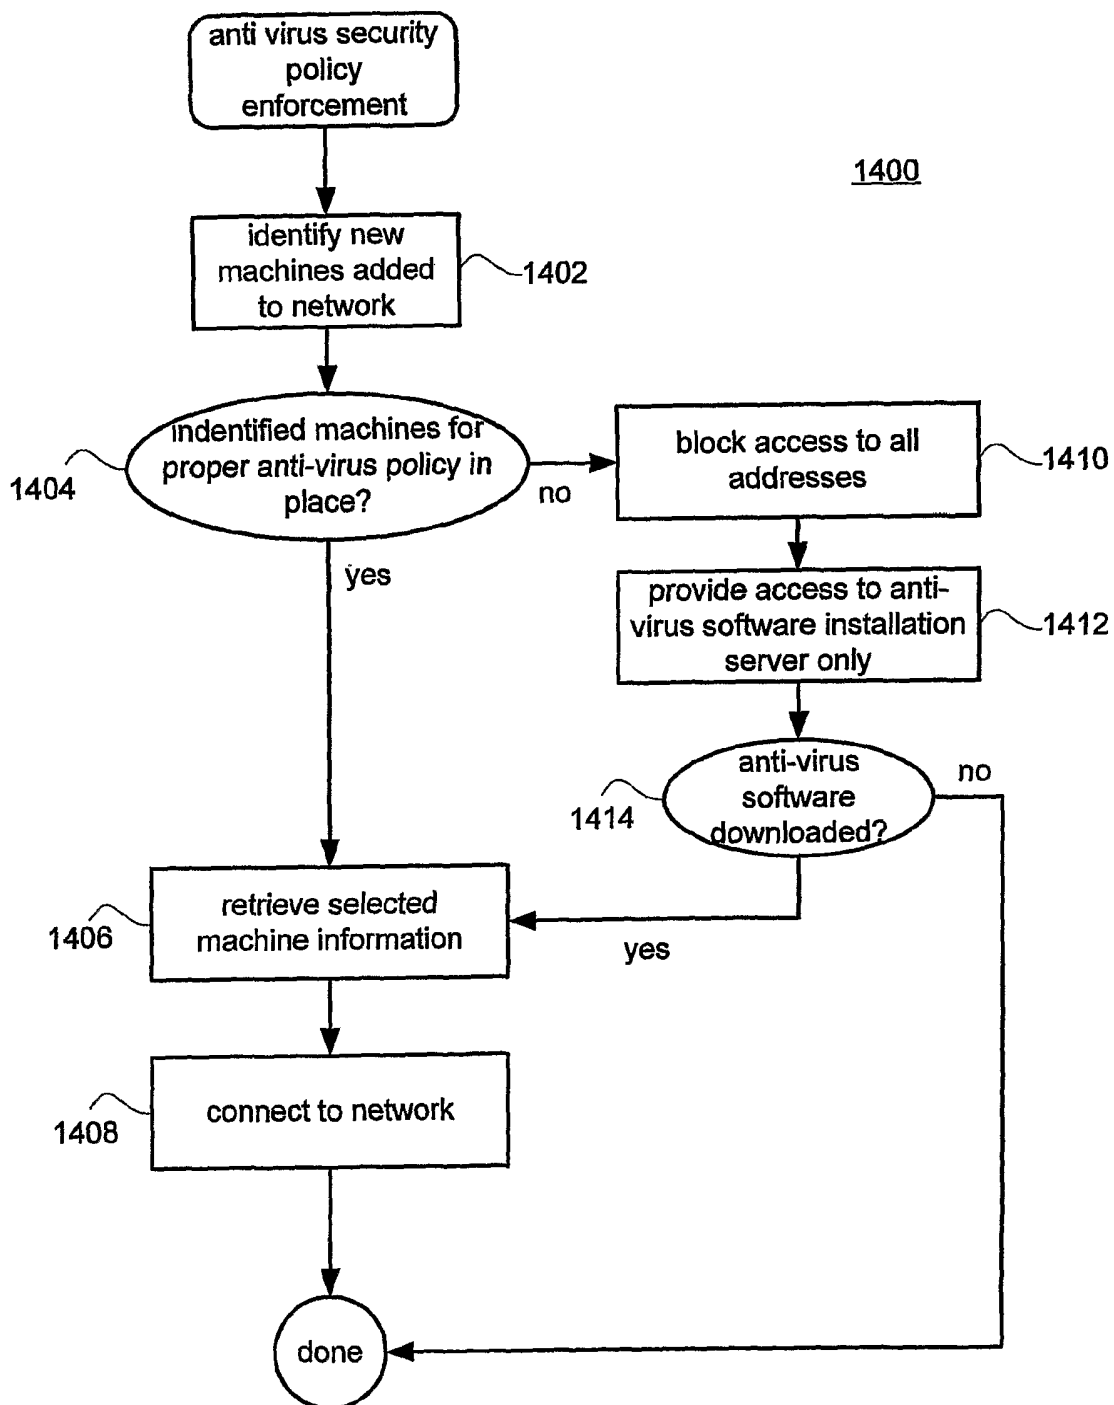 anti virus security
policy
enforcement
1400
identify new
machines added
to network
1402
indentified machines for
proper anti-virus policy in
place?
1404
no
yes
block access to all
addresses
1410
provide access to anti-
virus software installation
server only
1412
anti-virus
software
downloaded?
no
1414
yes
retrieve selected
machine information
1406
connect to network
1408
done